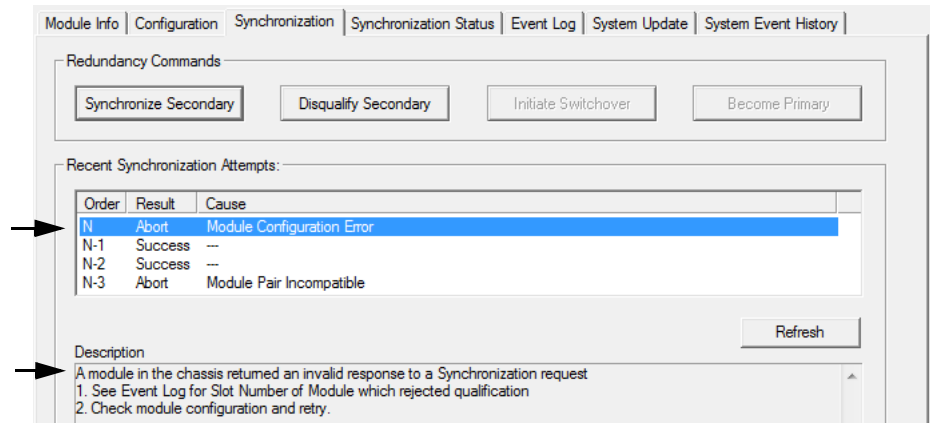 Module Info Configuration Synchronization Synchronization Status Event Log System Update System Event History
Redundancy Commands
Synchronize Secondary Disqualify Secondary Initiate Switchover Become Primary
Recent Synchronization Attempts:
Order Result Cause
N Abort Module Configuration Error
N-1 Success ---
N-2 Success ---
N-3 Abort Module Pair Incompatible
Refresh
Description
A module in the chassis returned an invalid response to a Synchronization request
1. See Event Log for Slot Number of Module which rejected qualification
2. Check module configuration and retry.